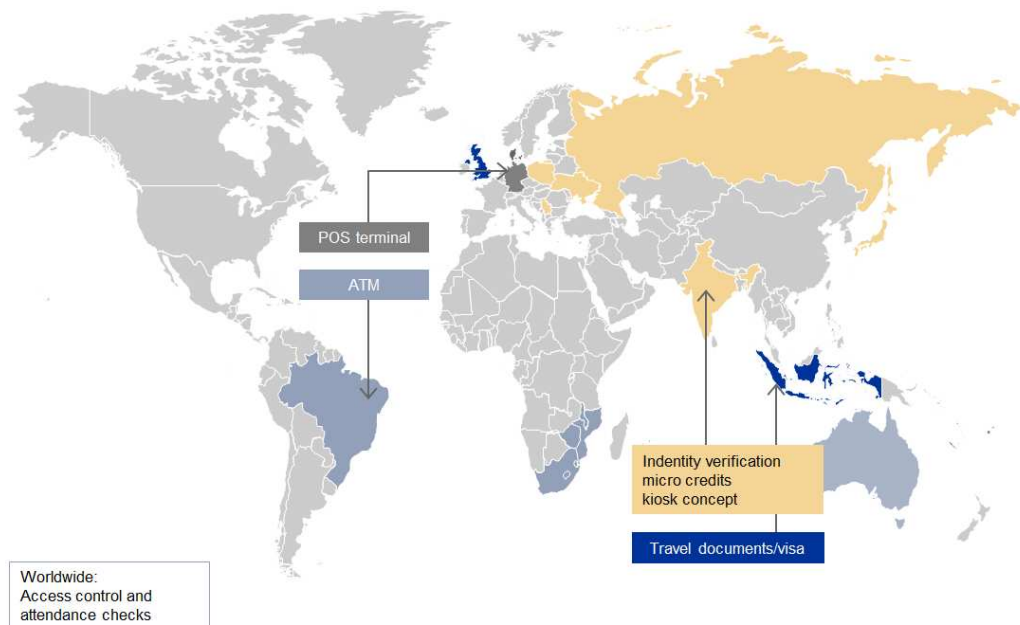 POS terminal
ATM
Indentity verification
micro credits
kiosk concept
Travel documents/visa
Worldwide:
Access control and
attendance checks